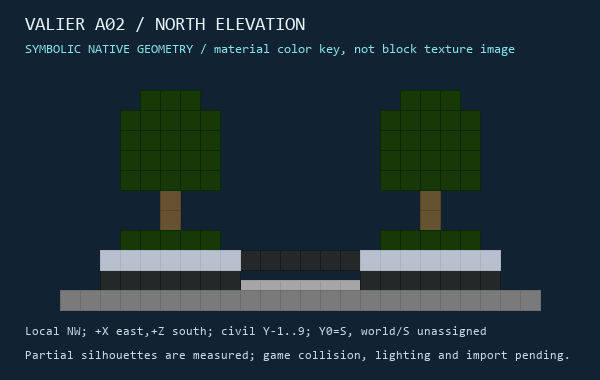 VALIER A02 / NORTH ELEVATION
SYMBOLIC NATIVE GEOMETRY / material color key, not block texture image
Local NW; +X east,+Z south; civil Y-1..9; Y0=S, world/S unassigned
Partial silhouettes are measured; game collision, lighting and import pending.